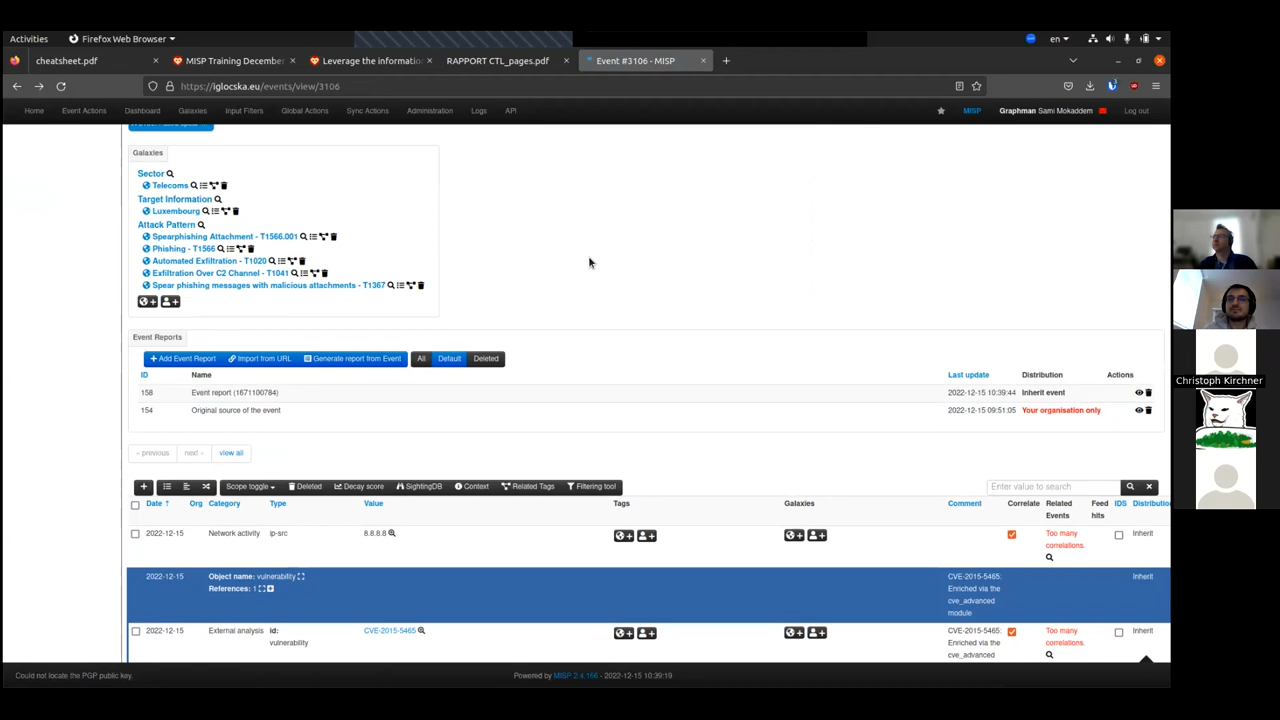 Activities Firefox Web Browser en
cheatsheet.pdf MISP Training December RAPPORT CTL_pages.pdf Event #3106 - MISP
Leverage the informatio
https://iglocska.eu/events/view/3106
Home Event Actions Dashboard Galaxies Input Filters Global Actions Sync Actions Administration Logs API MISP Graphman Sami Mokaddem Log out
Galaxies
Sector
Telecoms
Target Information
Luxembourg
Attack Pattern
Spearphishing Attachment - T1566.001
Phishing - T1566
Automated Exfiltration - T1020
Exfiltration Over C2 Channel - T1041
Spear phishing messages with malicious attachments - T1367
Event Reports
Add Event Report Import from URL Generate report from Event All Default Deleted
ID Name Last update Distribution Actions
158 Event report (1671100784) 2022-12-15 10:39:44 Inherit event
154 Original source of the event 2022-12-15 09:51:05 Your organisation only
« previous next » view all
Scope toggle Deleted Decay score SightingDB Context Related Tags Filtering tool Enter value to search
Date Org Category Type Value Tags Galaxies Comment Correlate Related Events Feed hits IDS Distribution
2022-12-15 Network activity ip-src 8.8.8.8 Too many correlations. Inherit
2022-12-15 Object name: vulnerability
References: 1
CVE-2015-5465: Enriched via the cve_advanced module
Inherit
2022-12-15 External analysis id: vulnerability CVE-2015-5465 CVE-2015-5465: Enriched via the cve_advanced Too many correlations. Inherit
Could not locate the PGP public key. Powered by MISP 2.4.166 - 2022-12-15 10:39:19
Christoph Kirchner